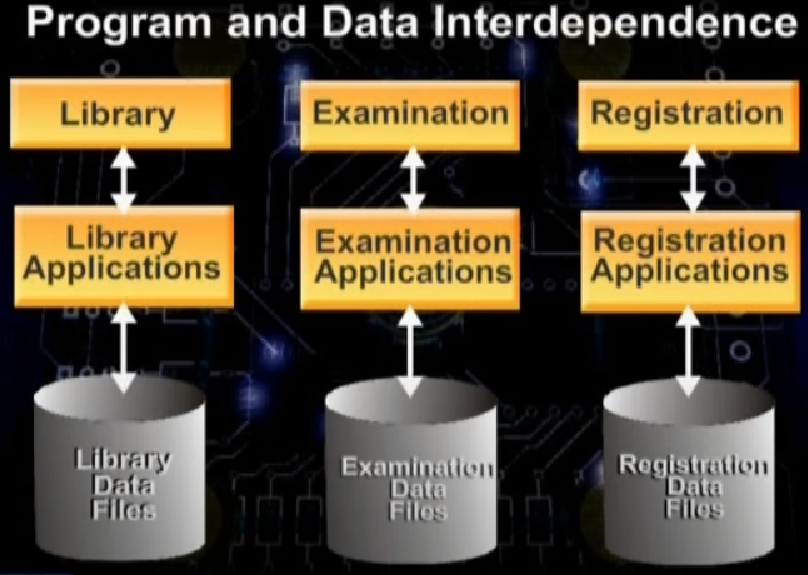 Program and Data Interdependence
Library
Examination
Registration
Library
Applications
Examination
Applications
Registration
Applications
Library
Data
Files
Examination
Data
Files
Registration
Data
Files